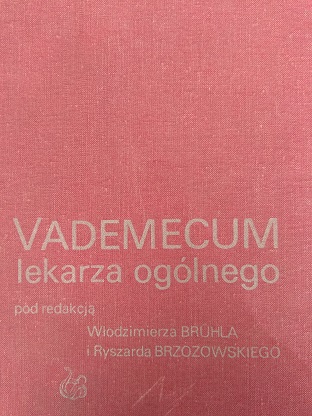 VADEMECUM
lekarza ogólnego
pod redakcją
Włodzimierza BRÜHLA
i Ryszarda BRZOZOWSKIEGO